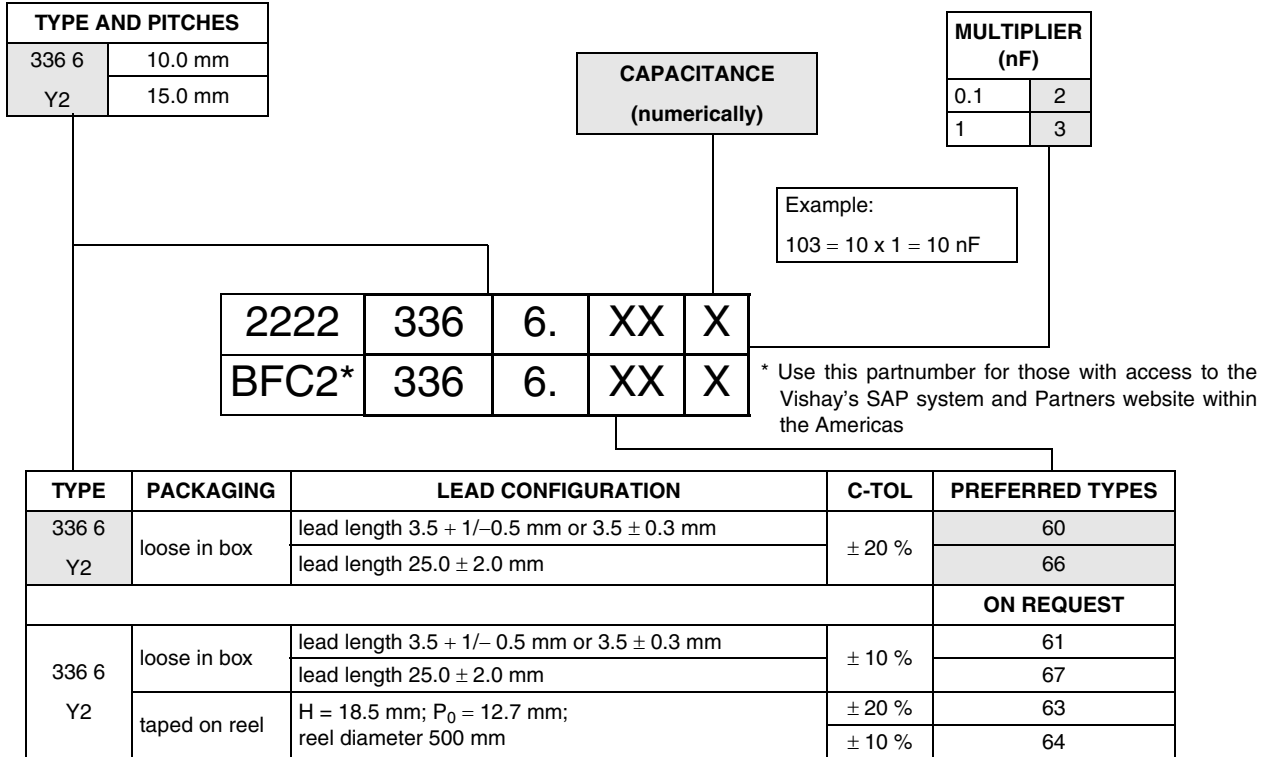 TYPE AND PITCHES
336 6
Y2
10.0 mm
15.0 mm
CAPACITANCE
(numerically)
MULTIPLIER
(nF)
0.1 2
1 3
Example:
103 = 10 x 1 = 10 nF
2222 336 6. XX X
BFC2* 336 6. XX X
* Use this partnumber for those with access to the
Vishay's SAP system and Partners website within
the Americas
TYPE PACKAGING LEAD CONFIGURATION C-TOL PREFERRED TYPES
336 6
Y2
loose in box
lead length 3.5 + 1/−0.5 mm or 3.5 ± 0.3 mm
lead length 25.0 ± 2.0 mm
± 20 %
60
66
ON REQUEST
336 6
Y2
loose in box
lead length 3.5 + 1/− 0.5 mm or 3.5 ± 0.3 mm
lead length 25.0 ± 2.0 mm
± 10 %
61
67
taped on reel
H = 18.5 mm; P₀ = 12.7 mm;
reel diameter 500 mm
± 20 % 63
± 10 % 64